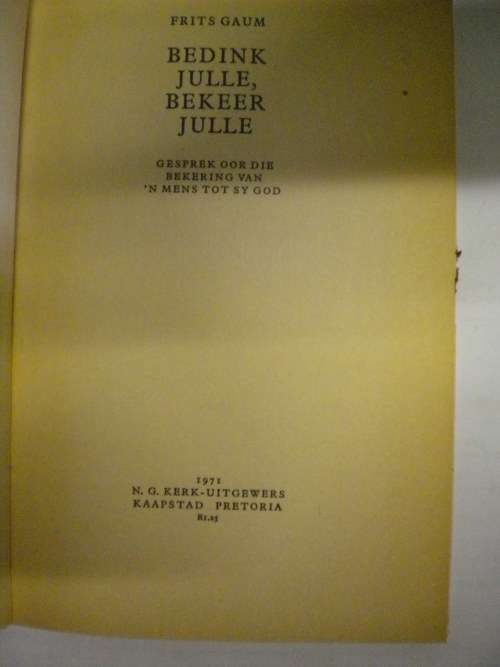 FRITS GAUM
BEDINK
JULLE,
BEKEER
JULLE
GESPREK OOR DIE
BEKERING VAN
'N MENS TOT SY GOD
1971
N. G. KERK-UITGEWERS
KAAPSTAD PRETORIA
R1.25